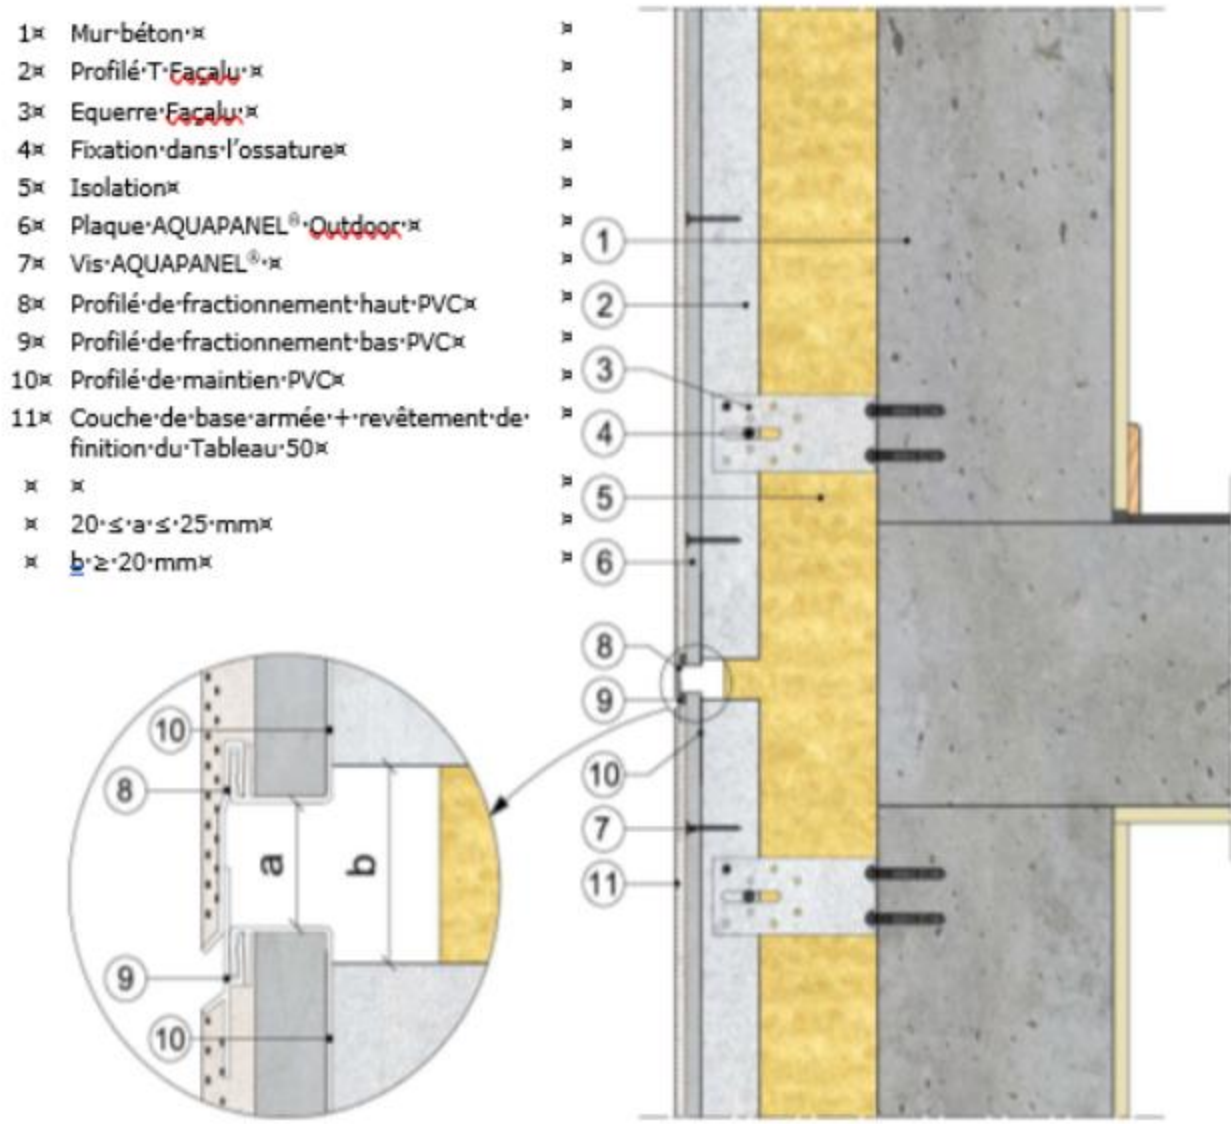 1¤ Mur·béton·¤ ¤
2¤ Profilé·T·Façalu·¤ ¤
3¤ Equerre·Façalu·¤ ¤
4¤ Fixation·dans·l’ossature¤ ¤
5¤ Isolation¤ ¤
6¤ Plaque·AQUAPANEL®·Outdoor·¤ ¤
7¤ Vis·AQUAPANEL®·¤ ¤
8¤ Profilé·de·fractionnement·haut·PVC¤ ¤
9¤ Profilé·de·fractionnement·bas·PVC¤ ¤
10¤ Profilé·de·maintien·PVC¤ ¤
11¤ Couche·de·base·armée·+·revêtement·de· ¤
finition·du·Tableau·50¤
¤ ¤ ¤
¤ 20·≤·a·≤·25·mm¤ ¤
¤ b·≥·20·mm¤ ¤
1
2
3
4
5
6
8
9
10
7
11
10
8
a
b
9
10